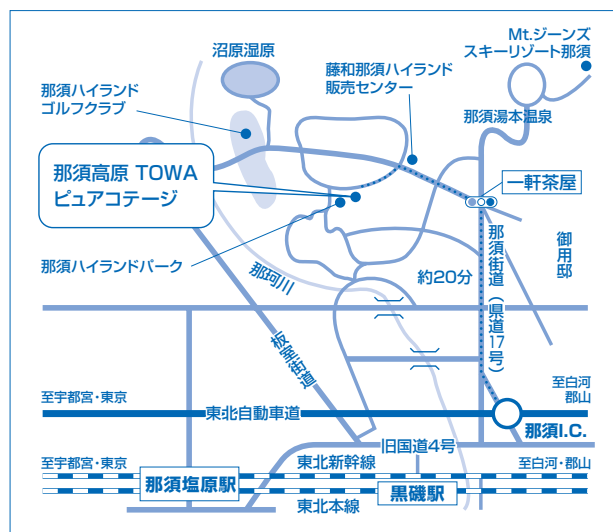 Mt.ジーンズ
スキーリゾート那須
沼原湿原
藤和那須ハイランド
販売センター
那須ハイランド
ゴルフクラブ
那須湯本温泉
那須高原 TOWA
ピュアコテージ
一軒茶屋
那須ハイランドパーク
那珂川
約20分
那須街道(県道17号)
御用邸
板室街道
至宇都宮・東京
東北自動車道
至白河
郡山
那須I.C.
旧国道4号
至宇都宮・東京
東北新幹線
至白河・郡山
那須塩原駅
黒磯駅
東北本線